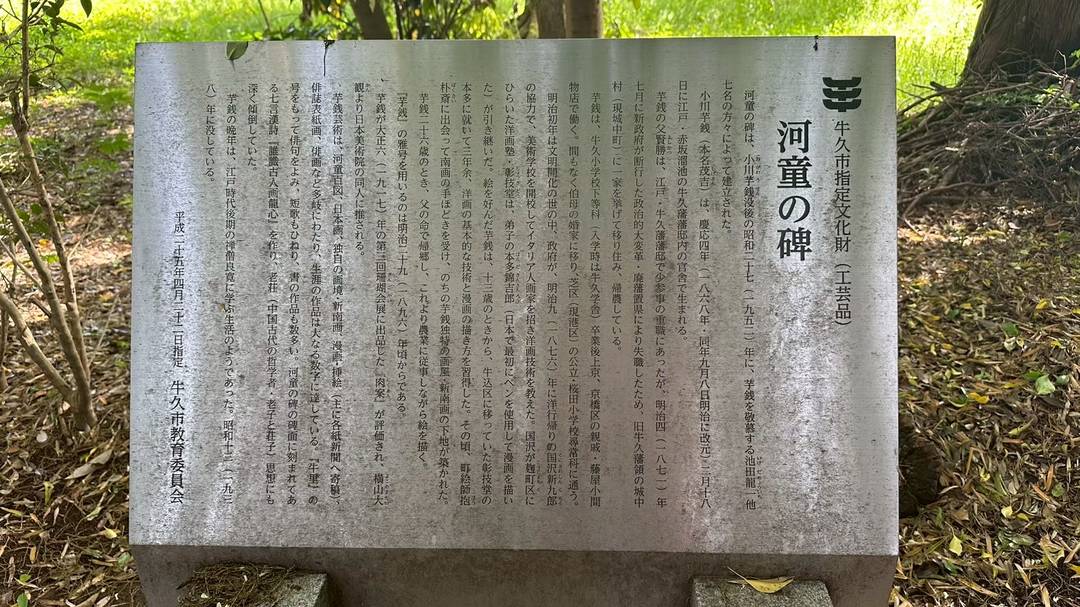 牛久市指定文化財(工芸品)
河童の碑
河童の碑は、小川芋銭没後の昭和二十七(一九五二)年に、芋銭を敬慕する池田龍一他
七名の方々によって建立された。
小川芋銭(本名茂吉)は、慶応四年(一八六八年・同年九月八日明治に改元)二月十八
日に江戸・赤坂溜池の牛久藩藩邸内の官舎で生まれる。
芋銭の父賢勝は、江戸・牛久藩藩邸で少参事の重職にあったが、明治四(一八七一)年
七月に新政府が断行した政治的大変革・廃藩置県により失職したため、旧牛久藩領の城中
村(現城中町)に一家を挙げて移り住み、帰農している。
芋銭は、牛久小学校下等科(入学時は牛久学舎)卒業後上京、京橋区の親戚・藤屋小間
物店で働く。間もなく伯母の婚家に移り、芝区(現港区)の公立・桜田小学校尋常科に通う。
明治初年は文明開化の世の中、政府が、明治九(一八七六)年に洋行帰りの国沢新九郎
の協力で、美術学校を開校してイタリア人画家を招き洋画技術を教えた。国沢が麹町区に
ひらいた洋画塾・彰技堂は、弟子の本多錦吉郎(日本で最初にペンを使用して漫画を描い
た)が引き継いだ。絵を好んだ芋銭は、十三歳のときから、牛込区に移っていた彰技堂の
本多に就いて二年余、洋画の基本的な技術と漫画の描き方を習得した。その頃、町絵師抱
朴斎に出会って南画の手ほどきを受け、のちの芋銭独特の画風・新南画の下地が築かれた。
芋銭二十六歳のとき、父の命で帰郷し、これより農業に従事しながら絵を描く。
「芋銭」の雅号を用いるのは明治二十九(一八九六)年頃からである。
芋銭が大正六(一九一七)年の第三回珊瑚会展に出品した「肉案」が評価され、横山大
観より日本美術院の同人に推される。
芋銭芸術は、河童百図、日本画、独自の画境・新南画、漫画、挿絵(主に各紙新聞へ寄稿)、
俳誌表紙画、俳画など多岐にわたり、生涯の作品は大なる数字に達している。「牛里」の
号をもって俳句をよみ、短歌もひねり、書の作品も数多い。河童の碑の碑面に刻まれてあ
る七言漢詩「誰識古人画龍心」を作り、老荘(中国古代の哲学者・老子と荘子)思想にも
深く傾倒していた。
芋銭の晩年は、江戸時代後期の禅僧良寛に学ぶ生活のようであった。昭和十三(一九三
八)年に没している。
平成二十五年四月二十二日指定 牛久市教育委員会